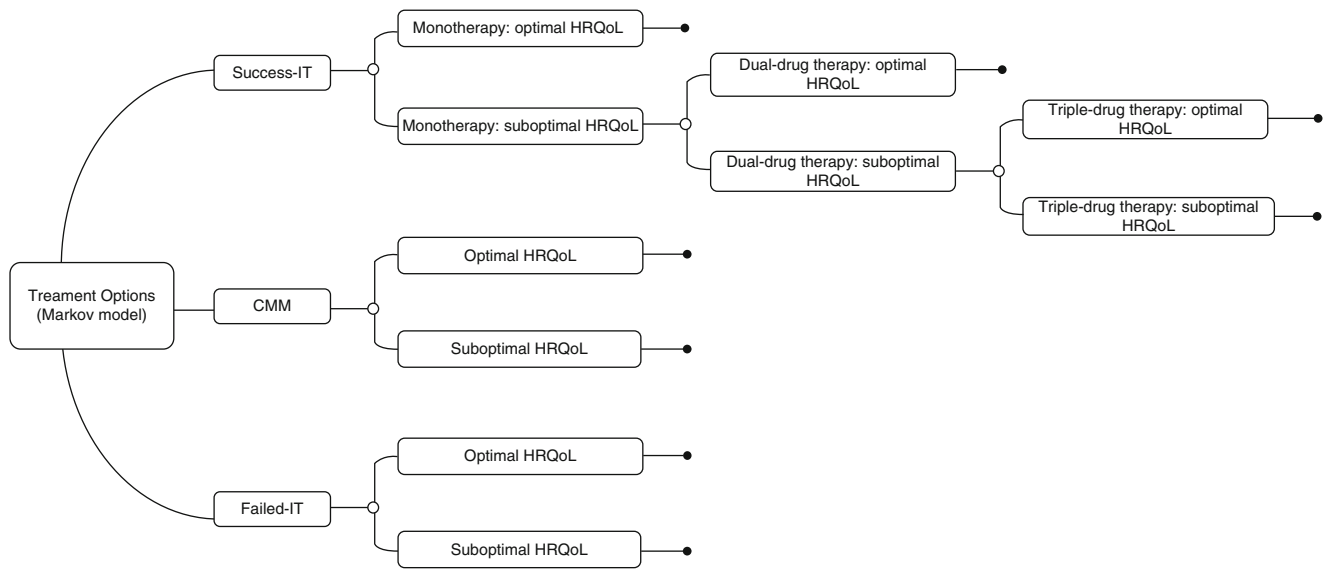 Treament Options
(Markov model)
Success-IT
Monotherapy: optimal HRQoL
Monotherapy: suboptimal HRQoL
Dual-drug therapy: optimal
HRQoL
Dual-drug therapy: suboptimal
HRQoL
Triple-drug therapy: optimal
HRQoL
Triple-drug therapy: suboptimal
HRQoL
CMM
Optimal HRQoL
Suboptimal HRQoL
Failed-IT
Optimal HRQoL
Suboptimal HRQoL